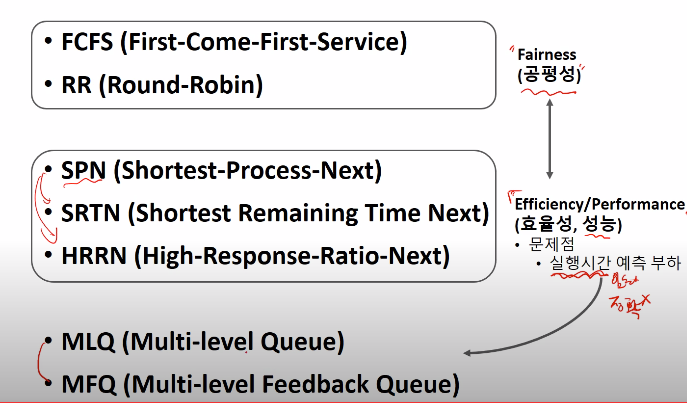 • FCFS (First-Come-First-Service)
• RR (Round-Robin)
"Fairness
(공평성)"
• SPN (Shortest-Process-Next)
• SRTN (Shortest Remaining Time Next)
• HRRN (High-Response-Ratio-Next)
"Efficiency/Performance
(효율성, 성능)
• 문제점
• 실행시간 예측 부하
정확X
• MLQ (Multi-level Queue)
• MFQ (Multi-level Feedback Queue)